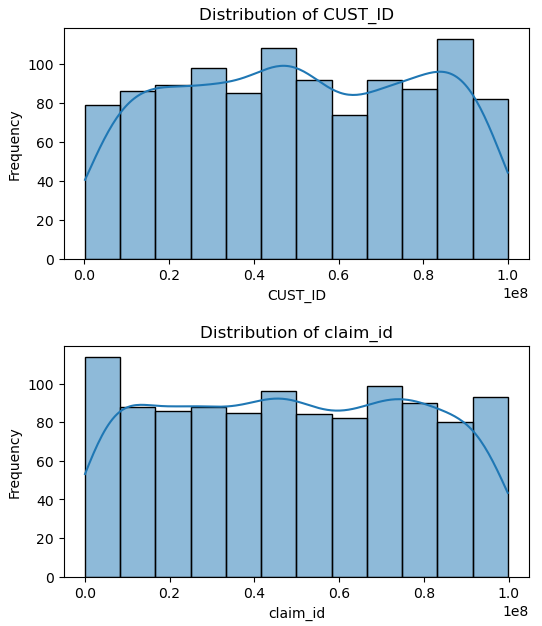 Distribution of CUST_ID
Frequency
100
80
60
40
20
0
0.0 0.2 0.4 0.6 0.8 1.0
1e8
CUST_ID
Distribution of claim_id
Frequency
100
80
60
40
20
0
0.0 0.2 0.4 0.6 0.8 1.0
1e8
claim_id